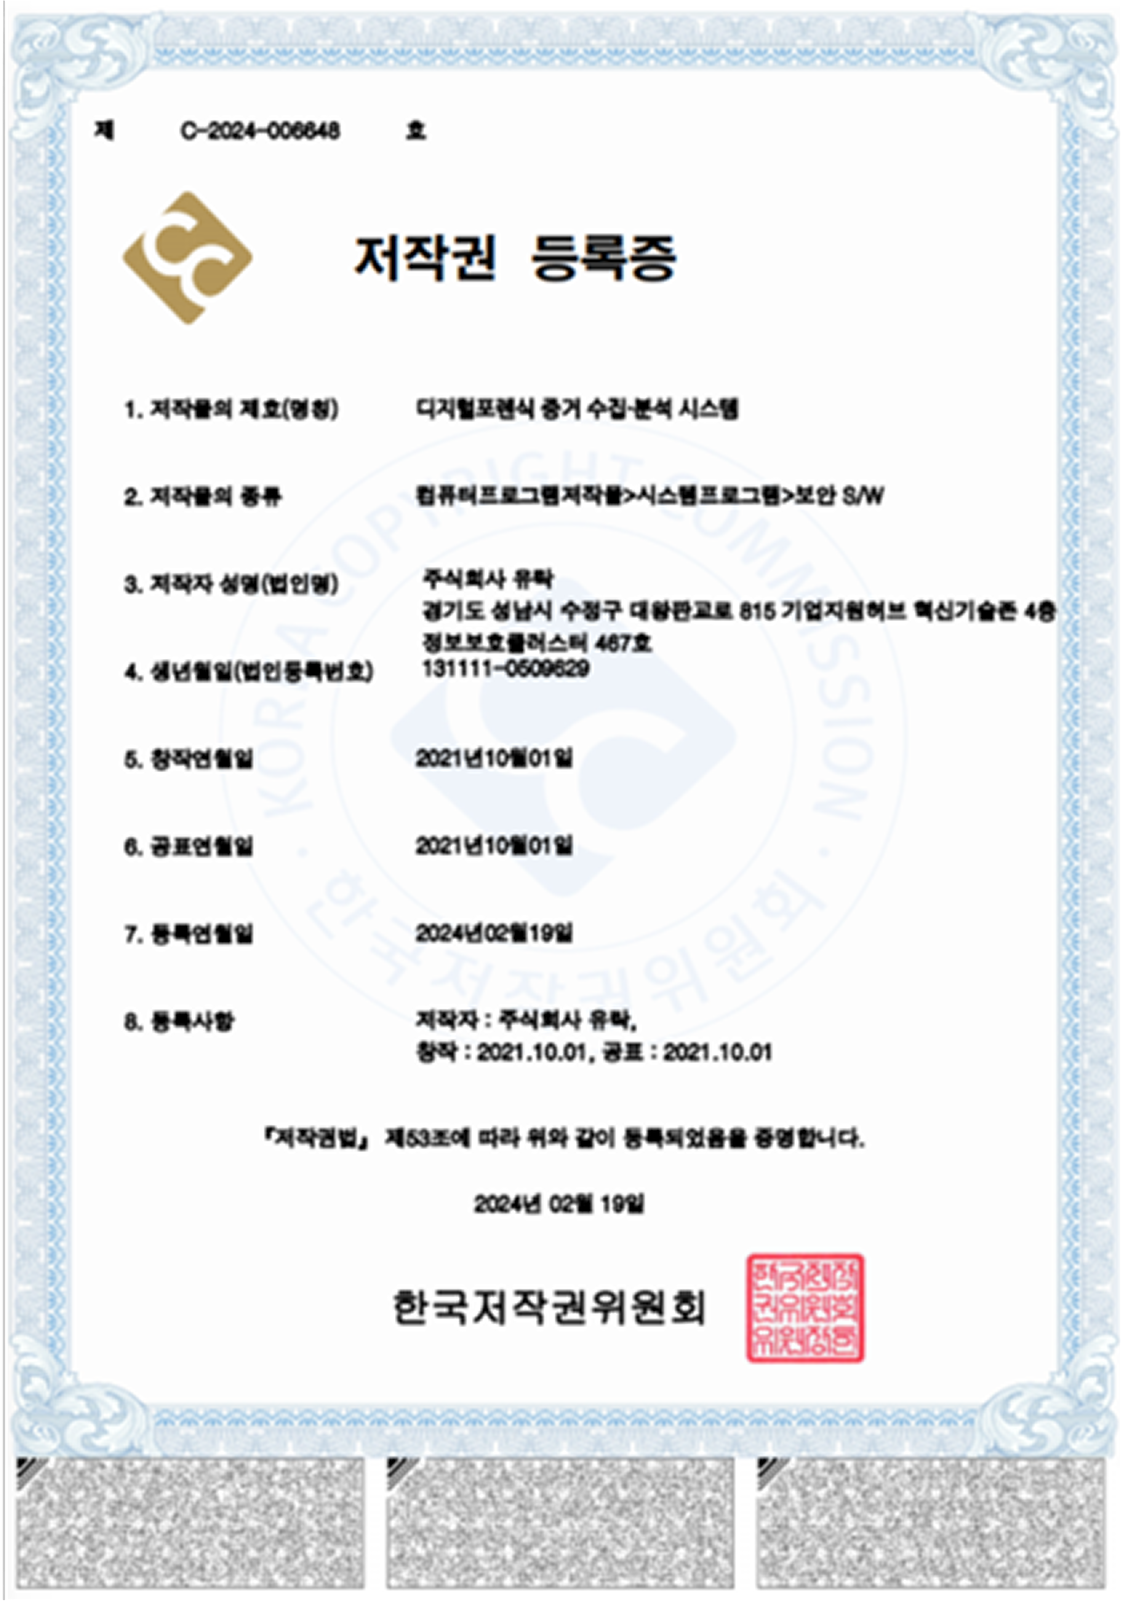 제 C-2024-006648 호
저작권 등록증
1. 저작물의 제호(명칭) 디지털포렌식 증거 수집·분석 시스템
2. 저작물의 종류 컴퓨터프로그램저작물>시스템프로그램>보안 S/W
3. 저작자 성명(법인명) 주식회사 유락
경기도 성남시 수정구 대왕판교로 815 기업지원허브 혁신기술존 4층
정보보호클러스터 467호
4. 생년월일(법인등록번호) 131111-0509629
5. 창작연월일 2021년10월01일
6. 공표연월일 2021년10월01일
7. 등록연월일 2024년02월19일
8. 등록사항 저작자 : 주식회사 유락,
창작 : 2021.10.01, 공표 : 2021.10.01
『저작권법』 제53조에 따라 위와 같이 등록되었음을 증명합니다.
2024년 02월 19일
한국저작권위원회
KOREA COPYRIGHT COMMISSION
한국저작권위원회